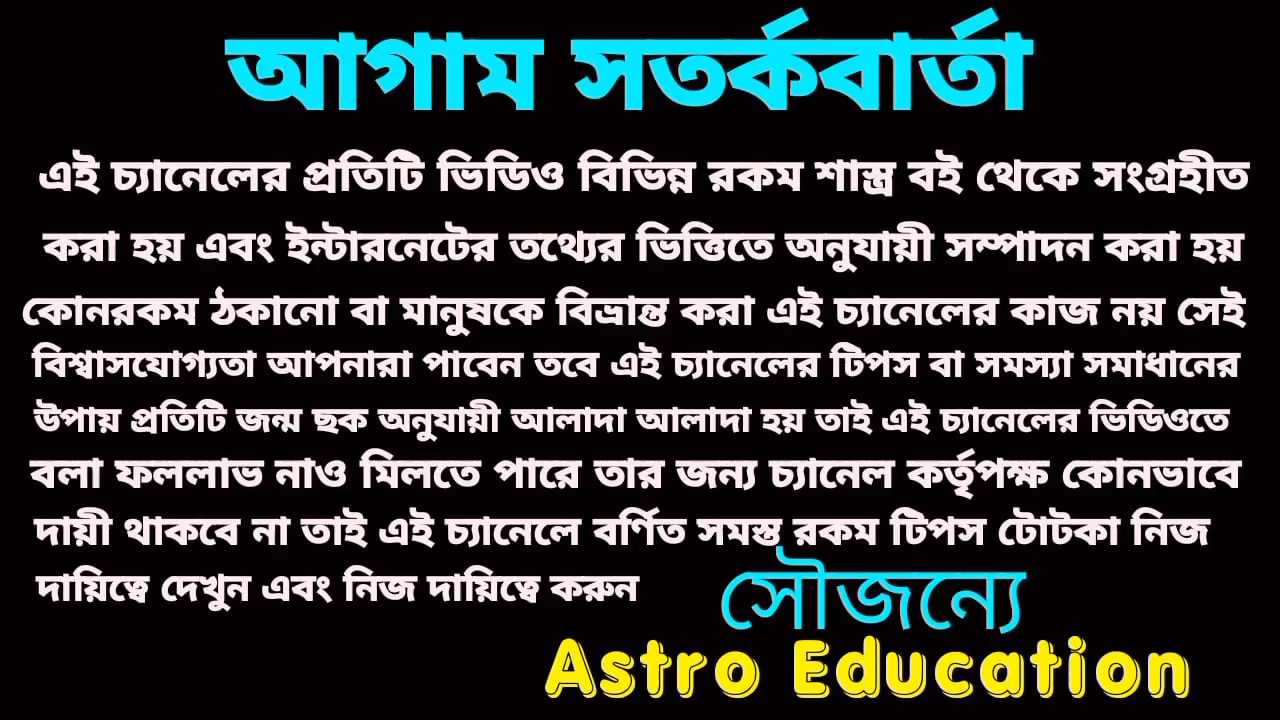 আগাম সতর্কবার্তা
এই চ্যানেলের প্রতিটি ভিডিও বিভিন্ন রকম শাস্ত্র বই থেকে সংগ্রহীত
করা হয় এবং ইন্টারনেটের তথ্যের ভিত্তিতে অনুযায়ী সম্পাদন করা হয়
কোনরকম ঠকানো বা মানুষকে বিভ্রান্ত করা এই চ্যানেলের কাজ নয় সেই
বিশ্বাসযোগ্যতা আপনারা পাবেন তবে এই চ্যানেলের টিপস বা সমস্যা সমাধানের
উপায় প্রতিটি জন্ম ছক অনুযায়ী আলাদা আলাদা হয় তাই এই চ্যানেলের ভিডিওতে
বলা ফললাভ নাও মিলতে পারে তার জন্য চ্যানেল কর্তৃপক্ষ কোনভাবে
দায়ী থাকবে না তাই এই চ্যানেলে বর্ণিত সমস্ত রকম টিপস টোটকা নিজ
দায়িত্বে দেখুন এবং নিজ দায়িত্বে করুন
সৌজন্যে
Astro Education